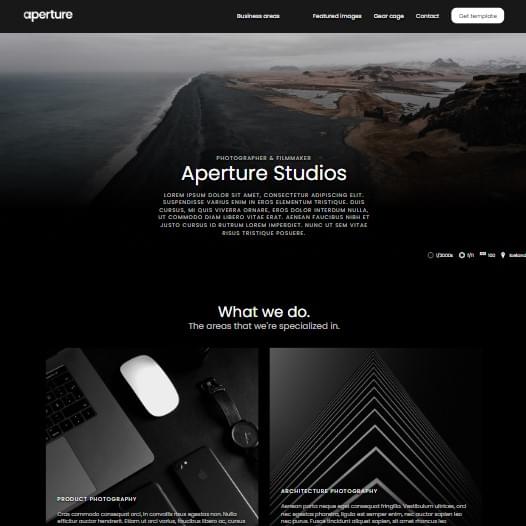 aperture
Business areas
Featured images
Gear cage
Contact
Get template
PHOTOGRAPHER & FILMMAKER
Aperture Studios
LOREM IPSUM DOLOR SIT AMET, CONSECTETUR ADIPISCING ELIT.
SUSPENDISSE VARIUS ENIM IN EROS ELEMENTUM TRISTIQUE. DUIS
CURSUS, MI QUIS VIVERRA ORNARE, EROS DOLOR INTERDUM NULLA,
UT COMMODO DIAM LIBERO VITAE ERAT. AENEAN FAUCIBUS NIBH ET
JUSTO CURSUS ID RUTRUM LOREM IMPERDIET. NUNC UT SEM VITAE
RISUS TRISTIQUE POSUERE.
1/3000s
f/11
100
Iceland
What we do.
The areas that we're specialized in.
PRODUCT PHOTOGRAPHY
Cras commodo consequat orci, in convallis risus egestas non. Nulla
efficitur auctor hendrerit. Etiam ut orci varius, faucibus libero ac, cursus
ARCHITECTURE PHOTOGRAPHY
Aenean porta neque eget consequat fringilla. Vestibulum ultrices, orci
nec egestas pharetra, ligula est semper enim, nec auctor sapien leo
nec purus. Fusce tincidunt aliquet sapien, sit amet rhoncus leo